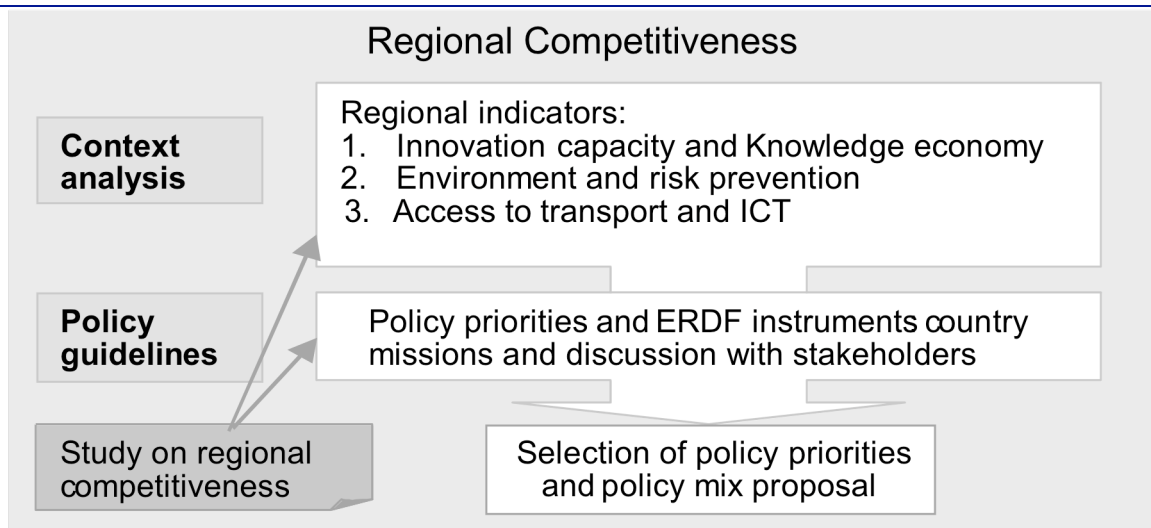 Regional Competitiveness
Context
analysis
Regional indicators:
1. Innovation capacity and Knowledge economy
2. Environment and risk prevention
3. Access to transport and ICT
Policy
guidelines
Policy priorities and ERDF instruments country
missions and discussion with stakeholders
Study on regional
competitiveness
Selection of policy priorities
and policy mix proposal